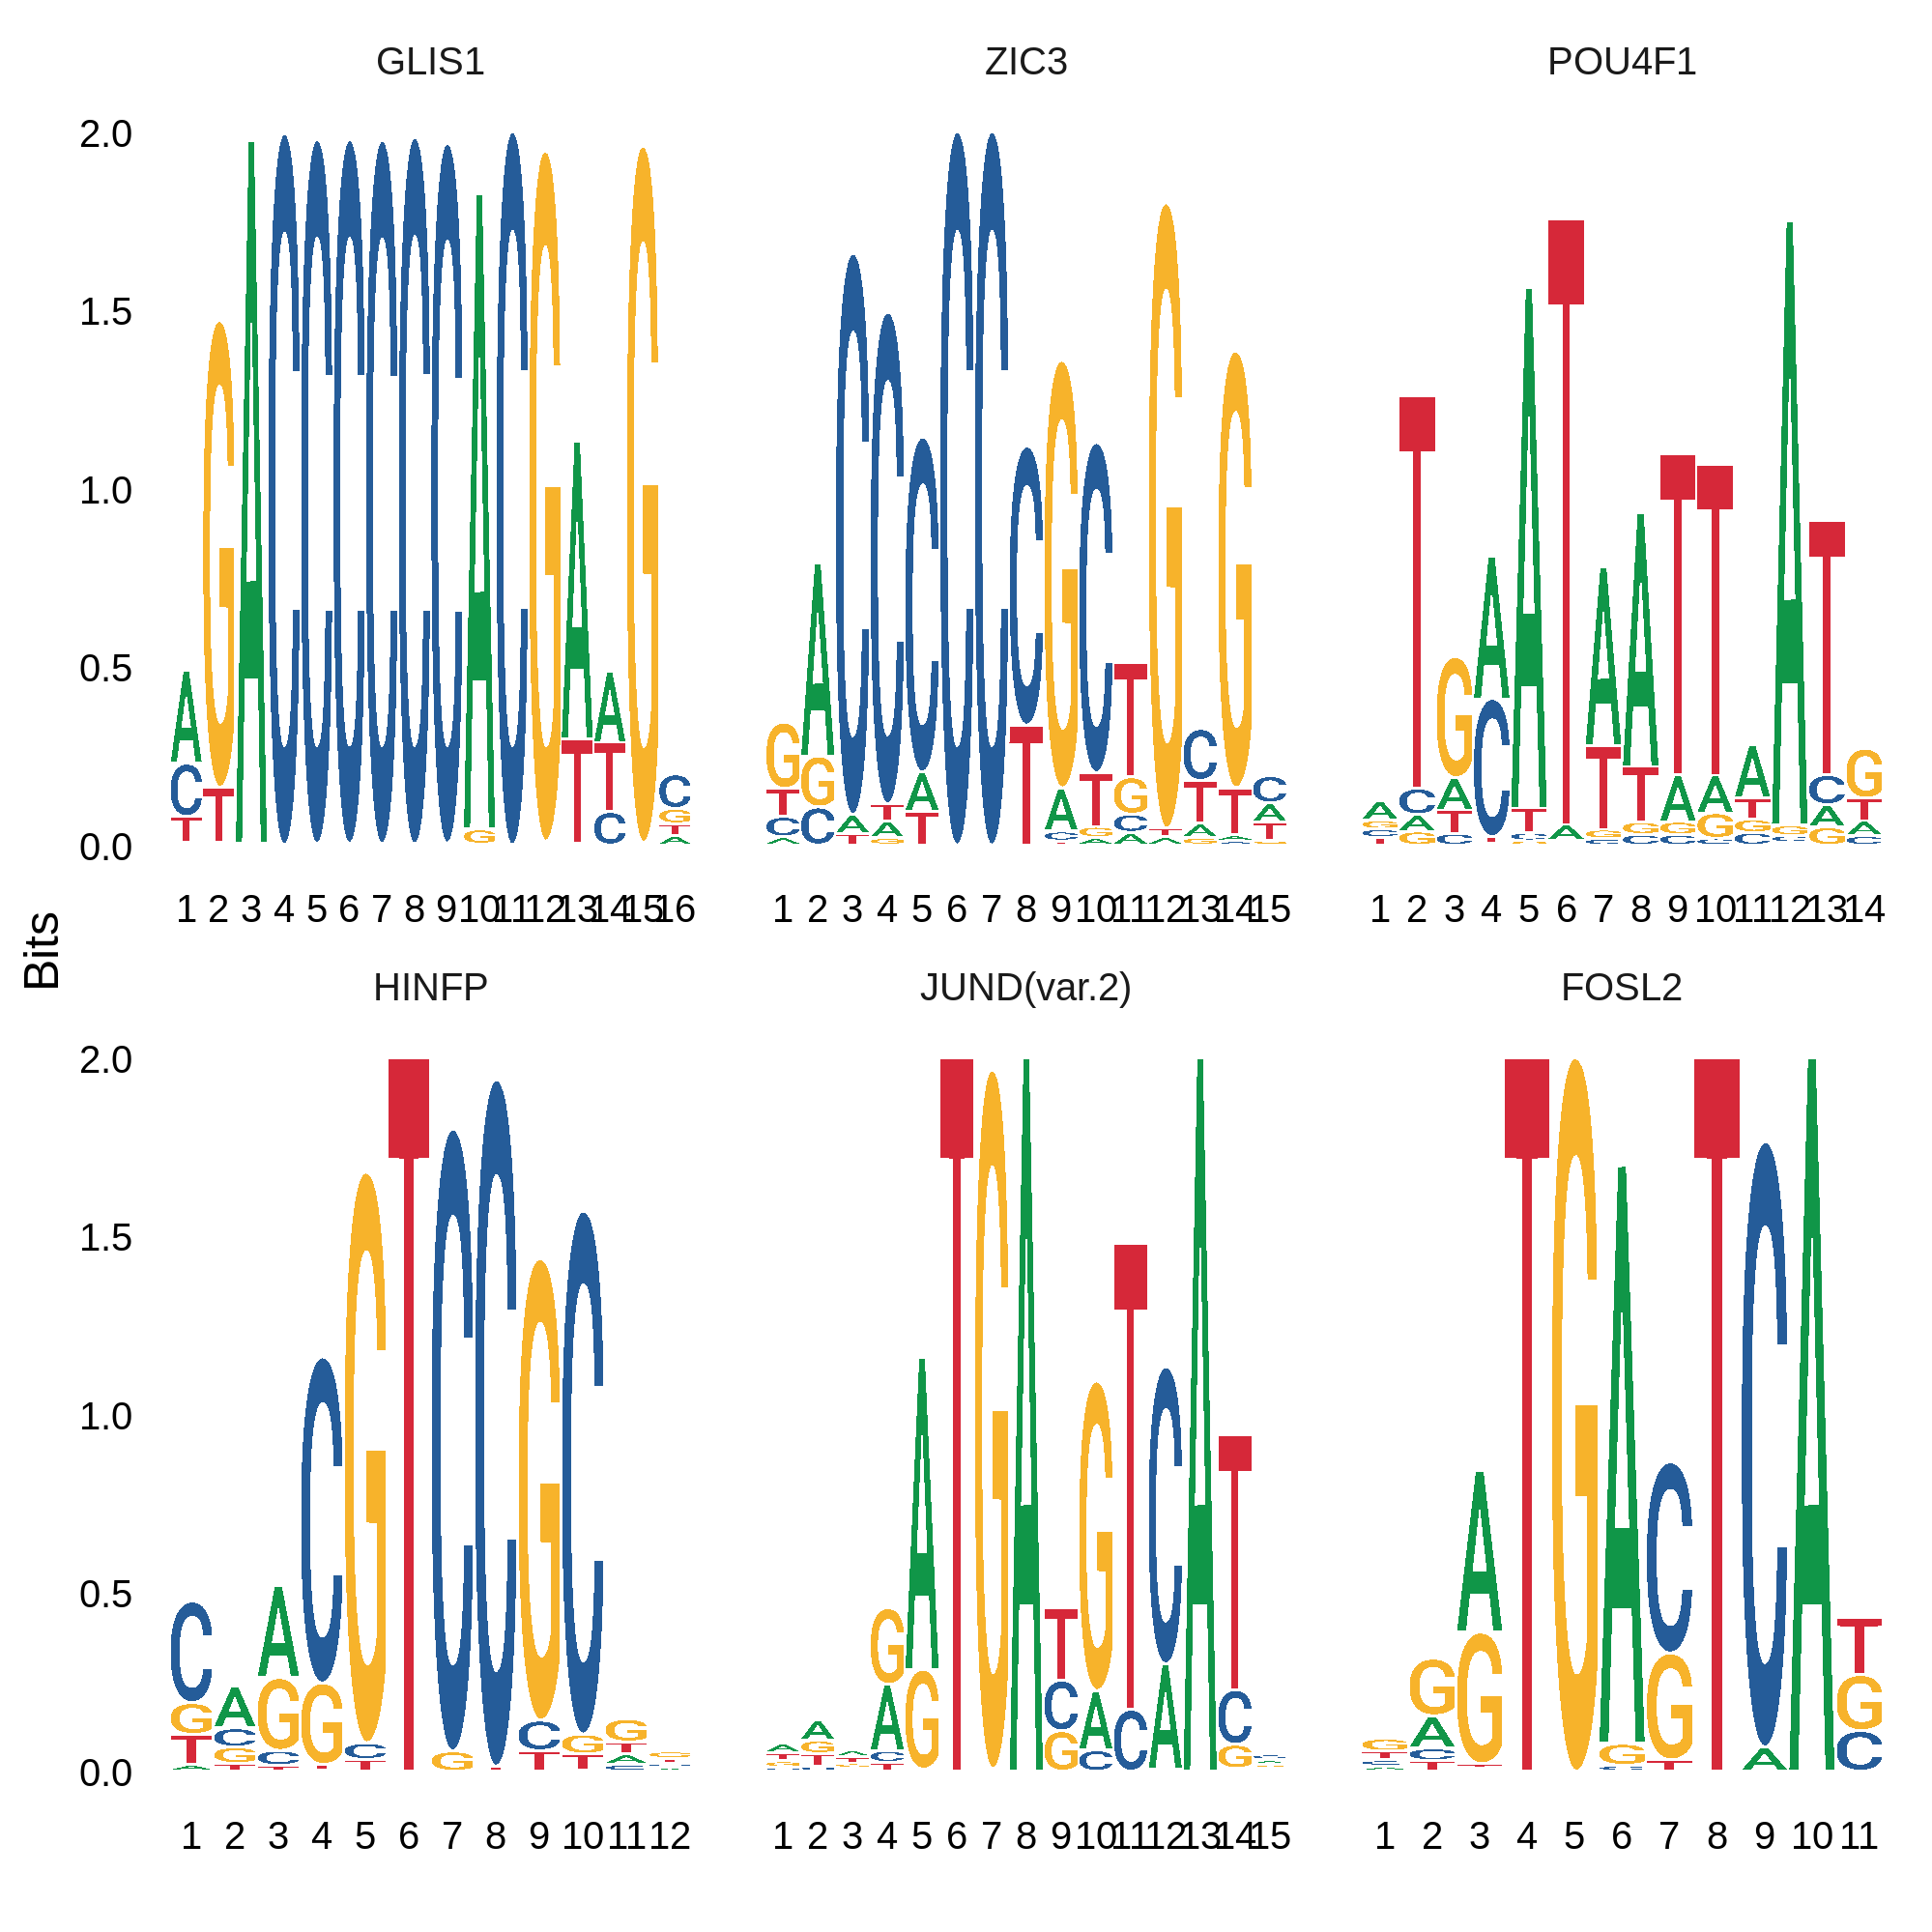 GLIS1 ZIC3 POU4F1
2.0
1.5
1.0
0.5
0.0
1 2 3 4 5 6 7 8 9 10 11 12 13 14 15 16
1 2 3 4 5 6 7 8 9 10 11 12 13 14 15
1 2 3 4 5 6 7 8 9 10 11 12 13 14
Bits
HINFP JUND(var.2) FOSL2
2.0
1.5
1.0
0.5
0.0
1 2 3 4 5 6 7 8 9 10 11 12
1 2 3 4 5 6 7 8 9 10 11 12 13 14 15
1 2 3 4 5 6 7 8 9 10 11